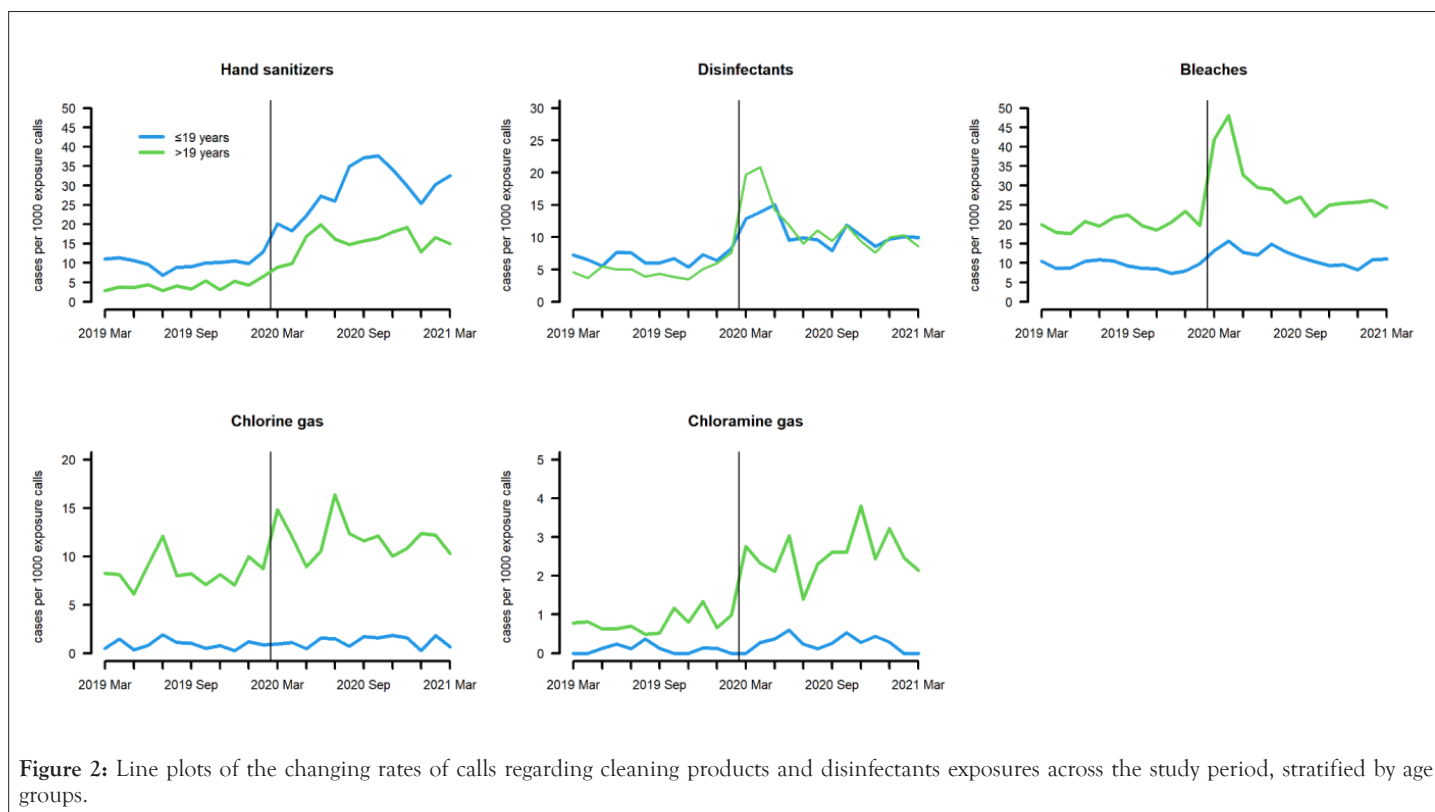 Hand sanitizers
cases per 1000 exposure calls
50
45
40
35
30
25
20
15
10
5
0
≤19 years
>19 years
2019 Mar 2019 Sep 2020 Mar 2020 Sep 2021 Mar
Disinfectants
cases per 1000 exposure calls
30
25
20
15
10
5
0
2019 Mar 2019 Sep 2020 Mar 2020 Sep 2021 Mar
Bleaches
cases per 1000 exposure calls
50
45
40
35
30
25
20
15
10
5
0
2019 Mar 2019 Sep 2020 Mar 2020 Sep 2021 Mar
Chlorine gas
cases per 1000 exposure calls
20
15
10
5
0
2019 Mar 2019 Sep 2020 Mar 2020 Sep 2021 Mar
Chloramine gas
cases per 1000 exposure calls
5
4
3
2
1
0
2019 Mar 2019 Sep 2020 Mar 2020 Sep 2021 Mar
Figure 2: Line plots of the changing rates of calls regarding cleaning products and disinfectants exposures across the study period, stratified by age
groups.